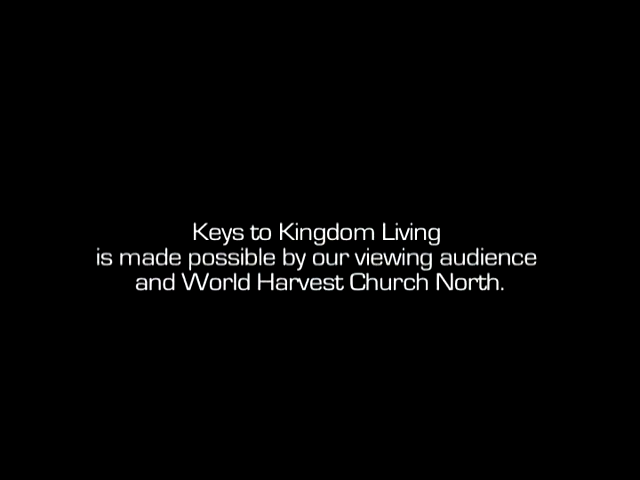 Keys to Kingdom Living
is made possible by our viewing audience
and World Harvest Church North.